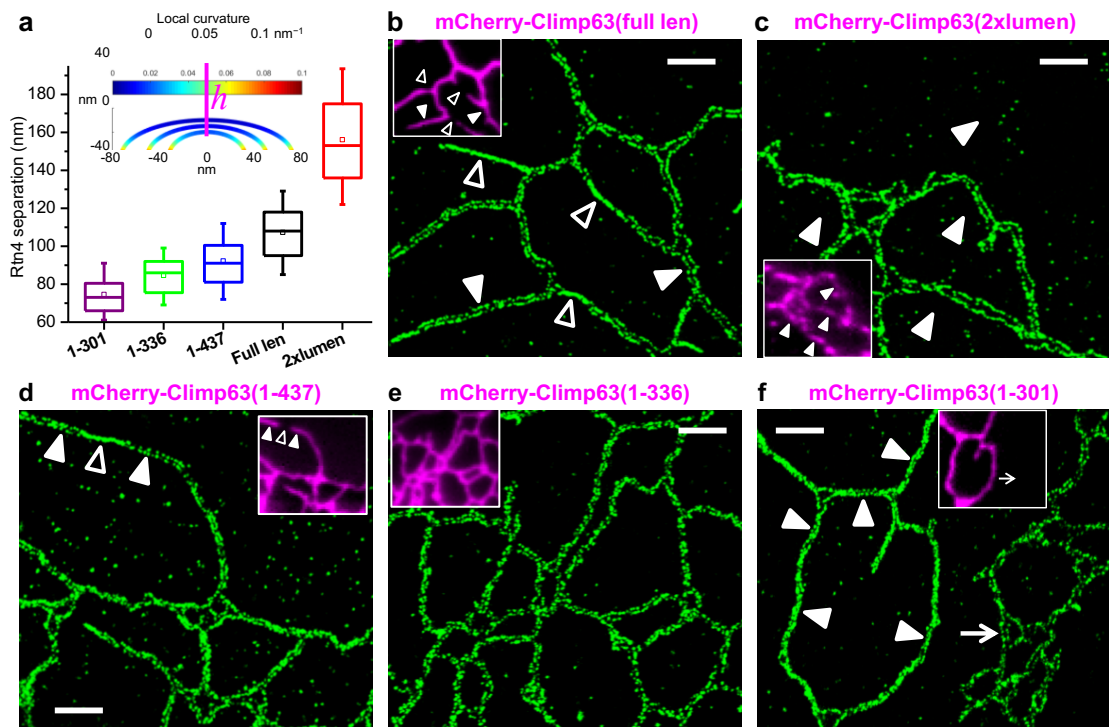 a
Local curvature
0 0.05 0.1 nm⁻¹
40
0 0.02 0.04 0.06 0.08 0.1
nm 0
h
-40
-80 -40 0 40 80
nm
Rtn4 separation (nm)
180
160
140
120
100
80
60
1-301
1-336
1-437
Full len
2xlumen
b mCherry-Climp63(full len)
c mCherry-Climp63(2xlumen)
d mCherry-Climp63(1-437)
e mCherry-Climp63(1-336)
f mCherry-Climp63(1-301)